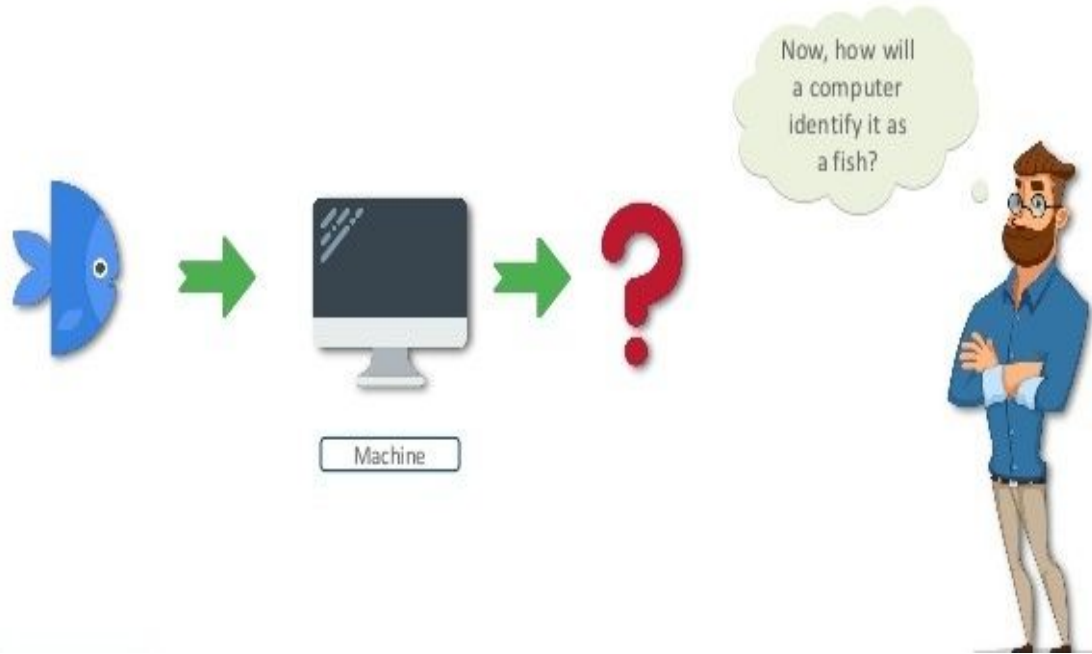 Now, how will
a computer
identify it as
a fish?
Machine